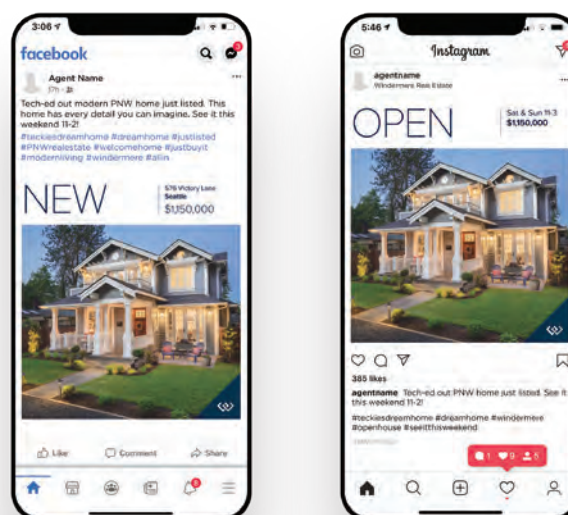 3:06
facebook
Agent Name
17h
Tech-ed out modern PNW home just listed. This
home has every detail you can imagine. See it this
weekend 11-2!
#teckiesdreamhome #dreamhome #justlisted
#PNWrealestate #welcomehome #justbuyit
#modernliving #windermere #allin
NEW
576 Victory Lane
Seattle
$1,150,000
Like
Comment
Share
5:46
Instagram
agentname
Windermere Real Estate
OPEN
Sat & Sun 11-3
$1,150,000
385 likes
agentname Tech-ed out PNW home just listed. See it
this weekend 11-2!
#teckiesdreamhome #dreamhome #windermere
#openhouse #seeitthisweekend
1 9 5